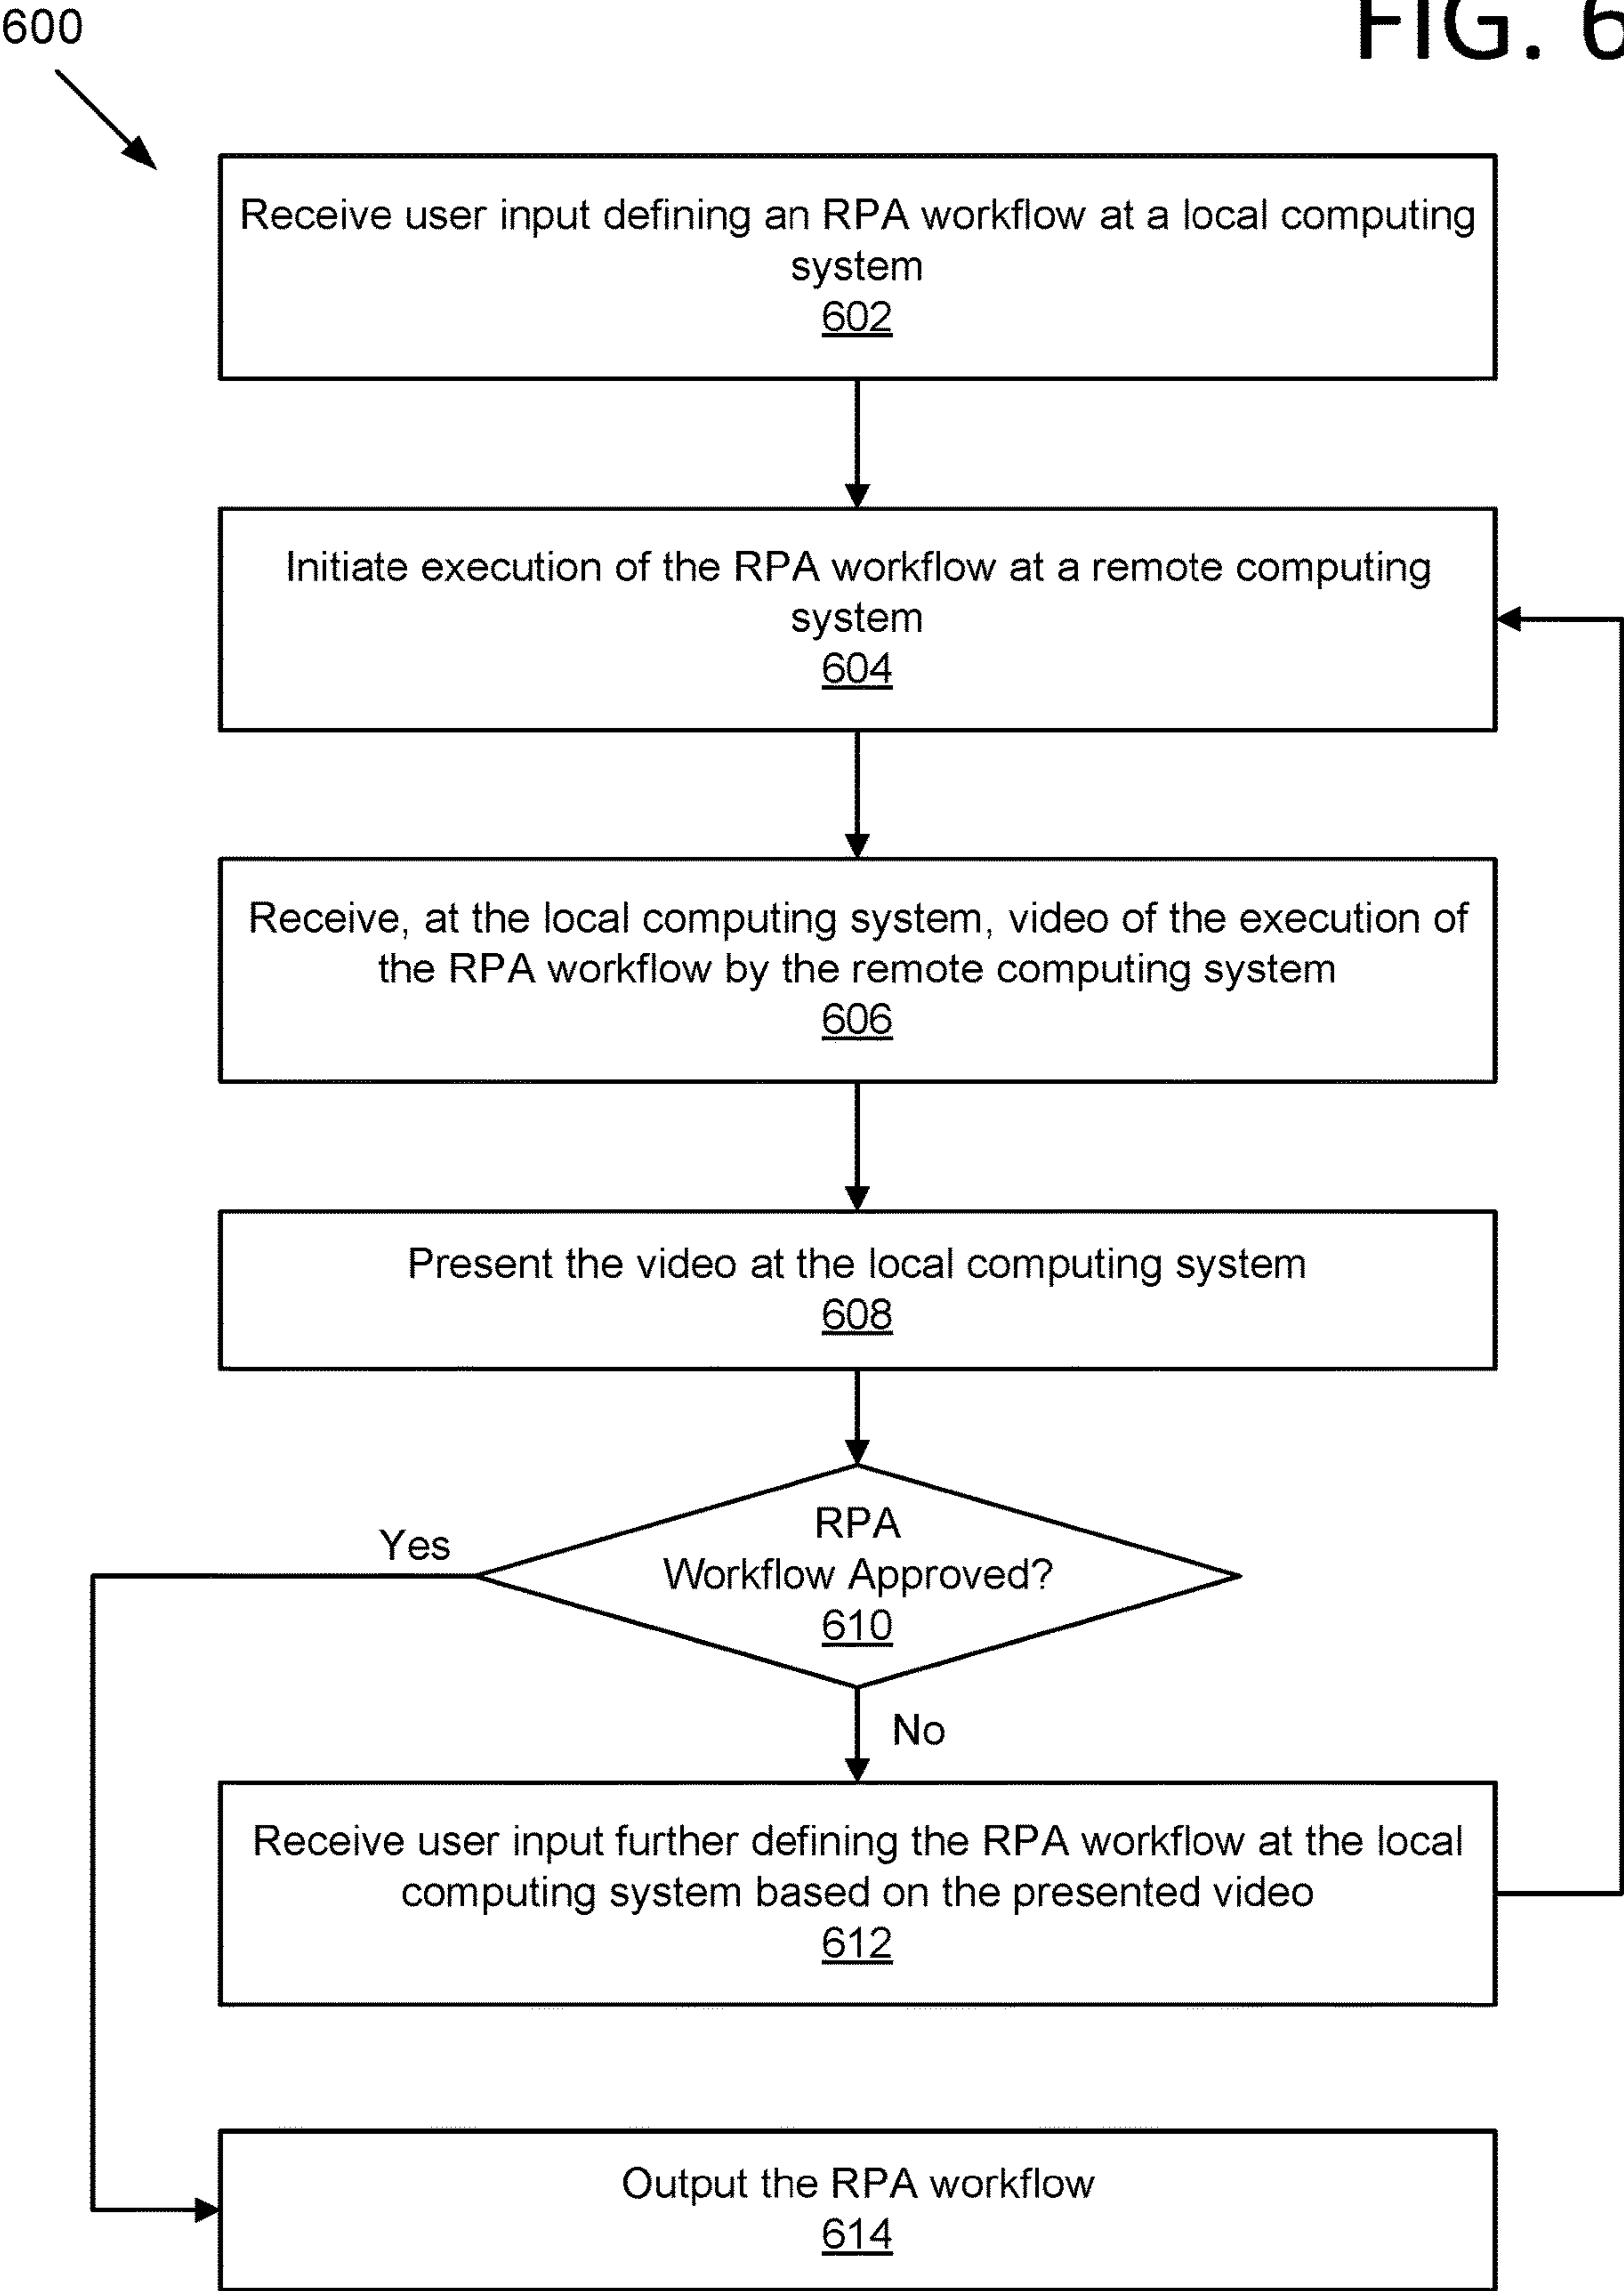 600
FIG. 6
Receive user input defining an RPA workflow at a local computing
system
602
Initiate execution of the RPA workflow at a remote computing
system
604
Receive, at the local computing system, video of the execution of
the RPA workflow by the remote computing system
606
Present the video at the local computing system
608
RPA
Workflow Approved?
610
Yes
No
Receive user input further defining the RPA workflow at the local
computing system based on the presented video
612
Output the RPA workflow
614